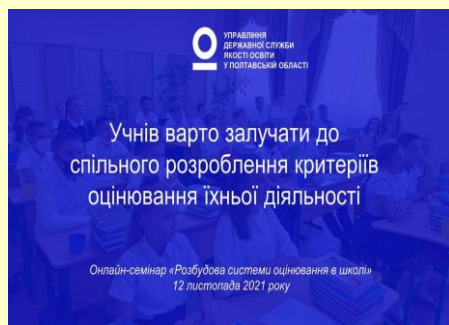 УПРАВЛІННЯ
ДЕРЖАВНОЇ СЛУЖБИ
ЯКОСТІ ОСВІТИ
У ПОЛТАВСЬКІЙ ОБЛАСТІ
Учнів варто залучати до
спільного розроблення критеріїв
оцінювання їхньої діяльності
Онлайн-семінар «Розбудова системи оцінювання в школі»
12 листопада 2021 року